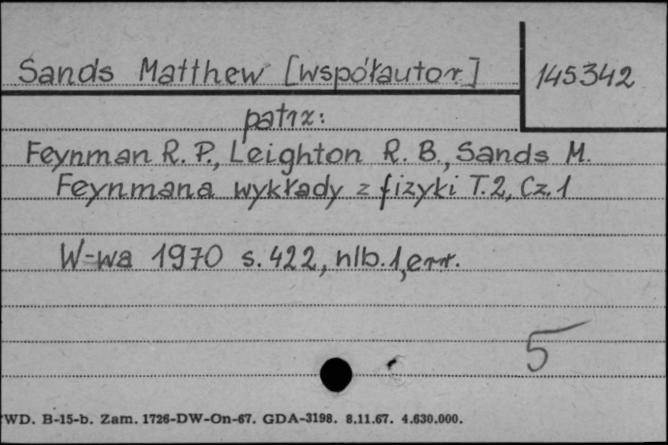 Sands Matthew [współautor]
145342
patrz:
Feynman R. P., Leighton R. B., Sands M.
Feynmana wykłady z fizyki T.2, Cz.1
W-wa 1970 s. 422, nlb. 1, err.
5
WD. B-15-b. Zam. 1726-DW-On-67. GDA-3198. 8.11.67. 4.630.000.